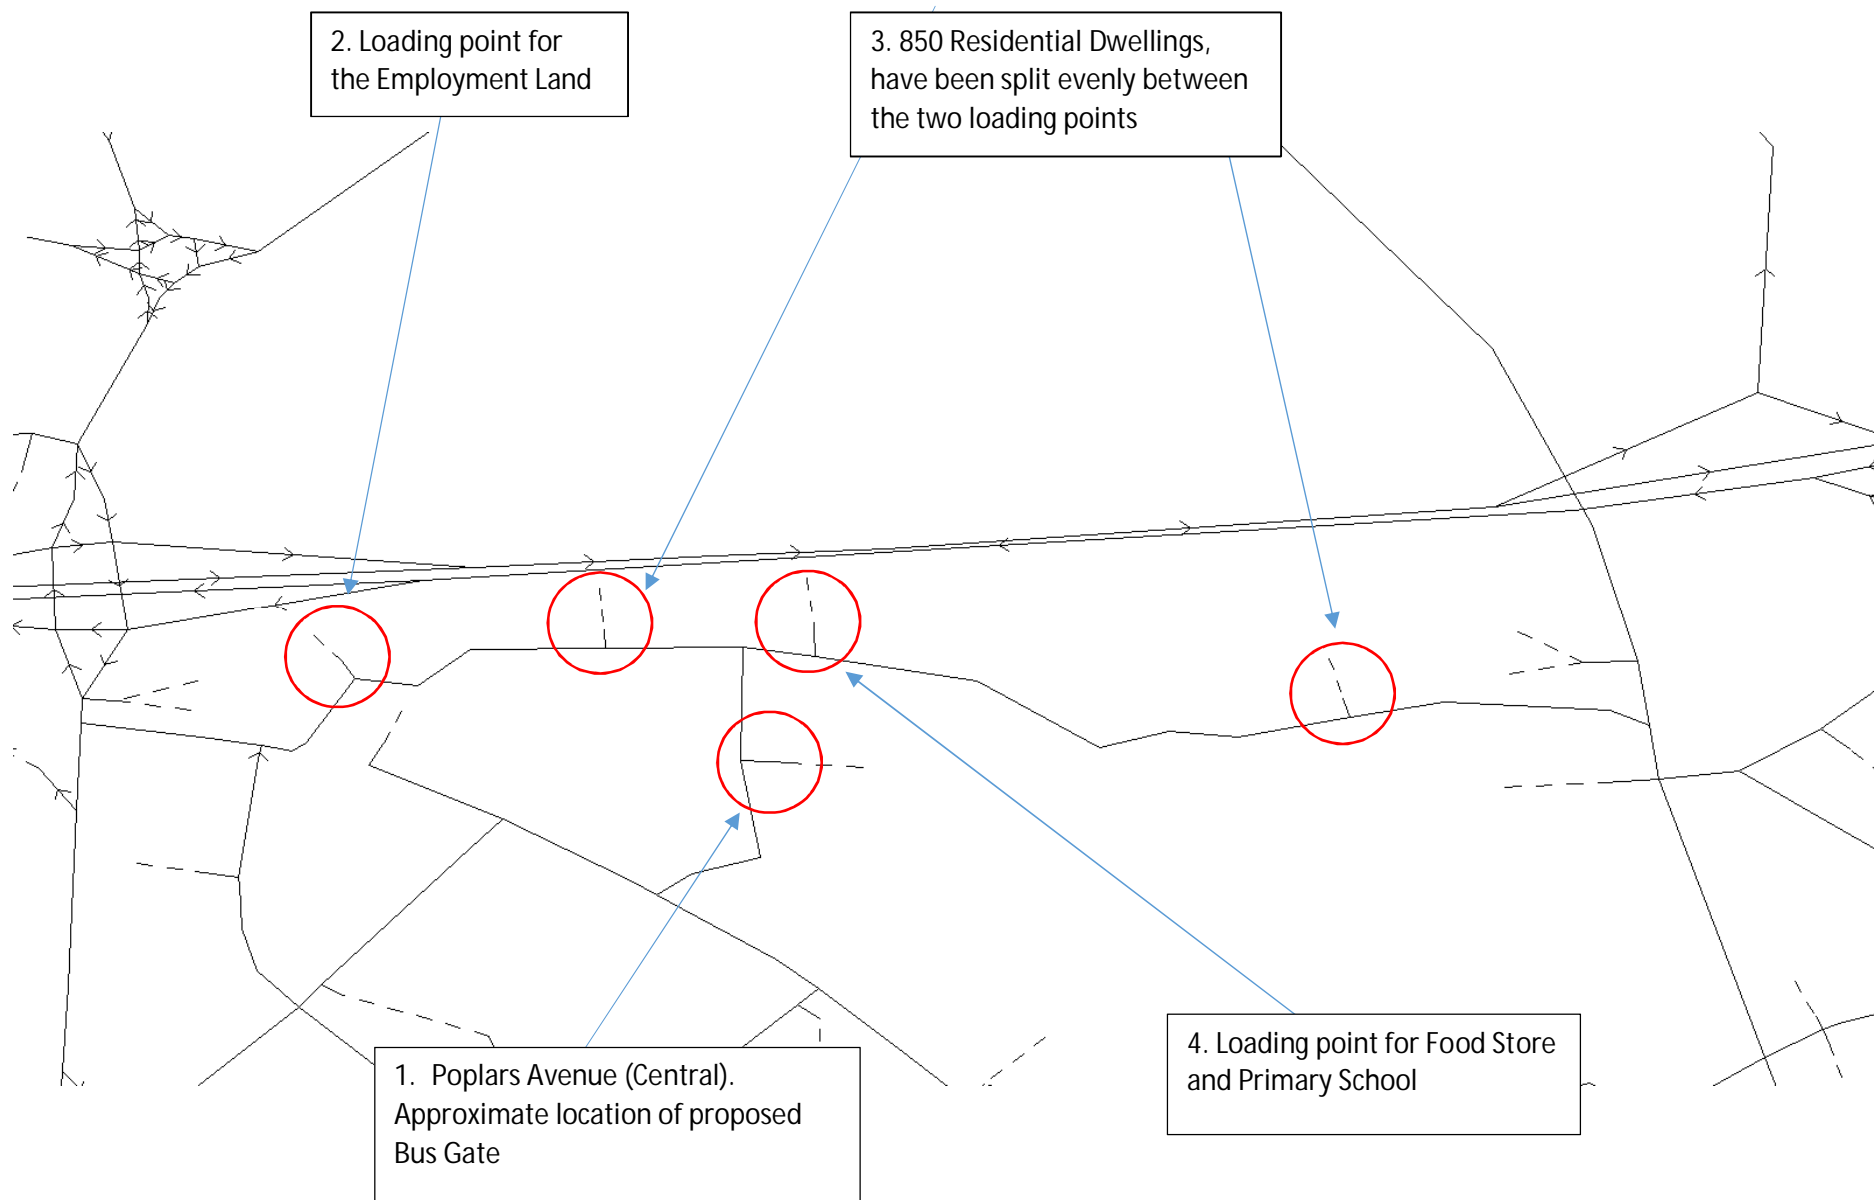 2. Loading point for
the Employment Land
3. 850 Residential Dwellings,
have been split evenly between
the two loading points
1. Poplars Avenue (Central).
Approximate location of proposed
Bus Gate
4. Loading point for Food Store
and Primary School